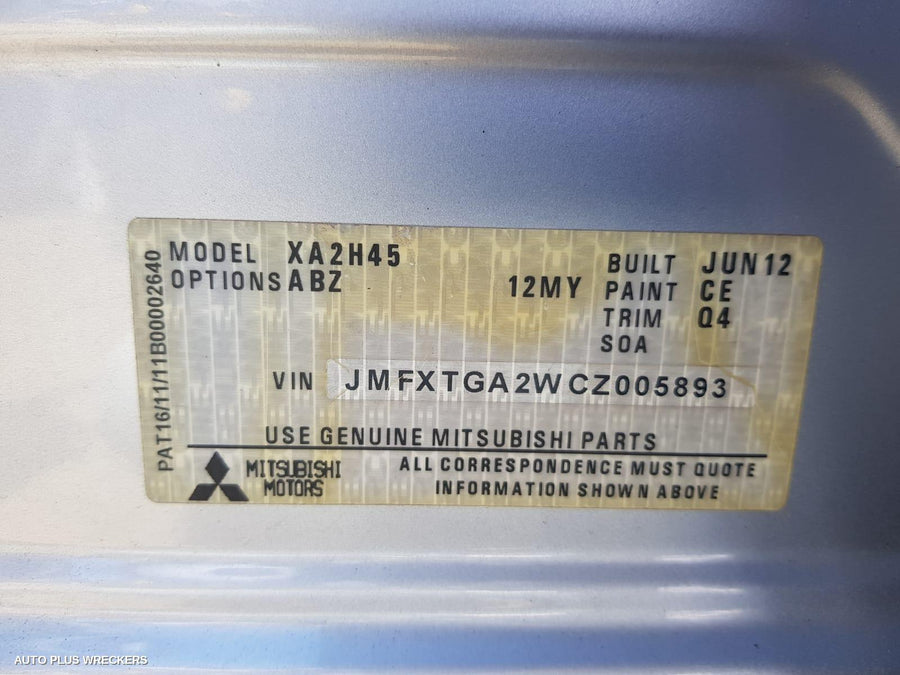 PAT16/11/11B00002640
MODEL XA2H45
OPTIONS ABZ 12MY
BUILT JUN12
PAINT CE
TRIM Q4
SOA
VIN JMFXTGA2WCZ005893
USE GENUINE MITSUBISHI PARTS
MITSUBISHI
MOTORS
ALL CORRESPONDENCE MUST QUOTE
INFORMATION SHOWN ABOVE
AUTO PLUS WRECKERS